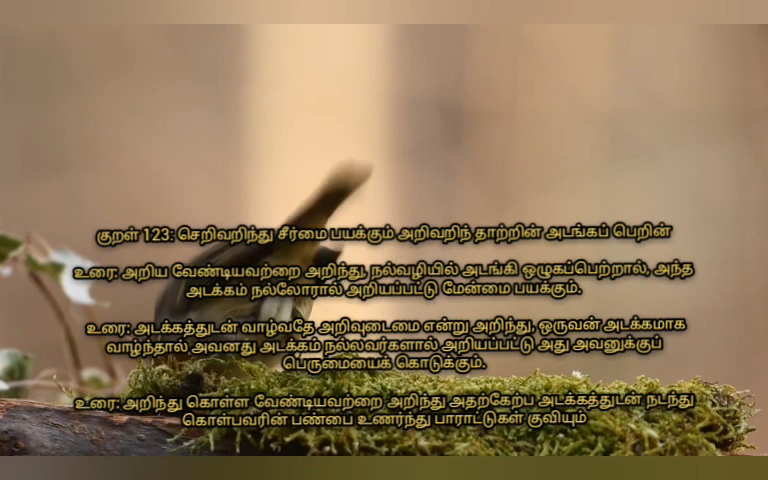 குறள் 123: செறிவறிந்து சீர்மை பயக்கும் அறிவறிந் தாற்றின் அடங்கப் பெறின்
உரை: அறிய வேண்டியவற்றை அறிந்து, நல்வழியில் அடங்கி ஒழுகப்பெற்றால், அந்த
அடக்கம் நல்லோரால் அறியப்பட்டு மேன்மை பயக்கும்.
உரை: அடக்கத்துடன் வாழ்வதே அறிவுடைமை என்று அறிந்து, ஒருவன் அடக்கமாக
வாழ்ந்தால் அவனது அடக்கம் நல்லவர்களால் அறியப்பட்டு அது அவனுக்குப்
பெருமையைக் கொடுக்கும்.
உரை: அறிந்து கொள்ள வேண்டியவற்றை அறிந்து அதற்கேற்ப அடக்கத்துடன் நடந்து
கொள்பவரின் பண்பை உணர்ந்து பாராட்டுகள் குவியும்